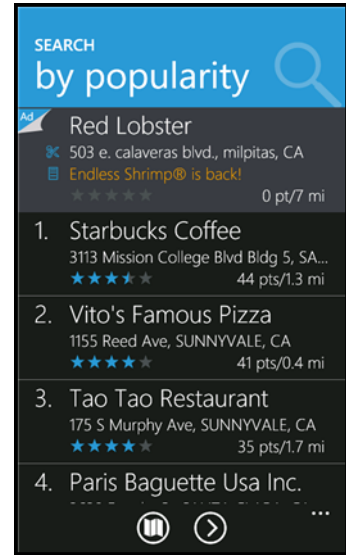 SEARCH
by popularity
Ad
Red Lobster
503 e. calaveras blvd., milpitas, CA
Endless Shrimp® is back!
0 pt/7 mi
1. Starbucks Coffee
3113 Mission College Blvd Bldg 5, SA...
44 pts/1.3 mi
2. Vito's Famous Pizza
1155 Reed Ave, SUNNYVALE, CA
41 pts/0.4 mi
3. Tao Tao Restaurant
175 S Murphy Ave, SUNNYVALE, CA
35 pts/1.7 mi
4. Paris Baguette Usa Inc.
...